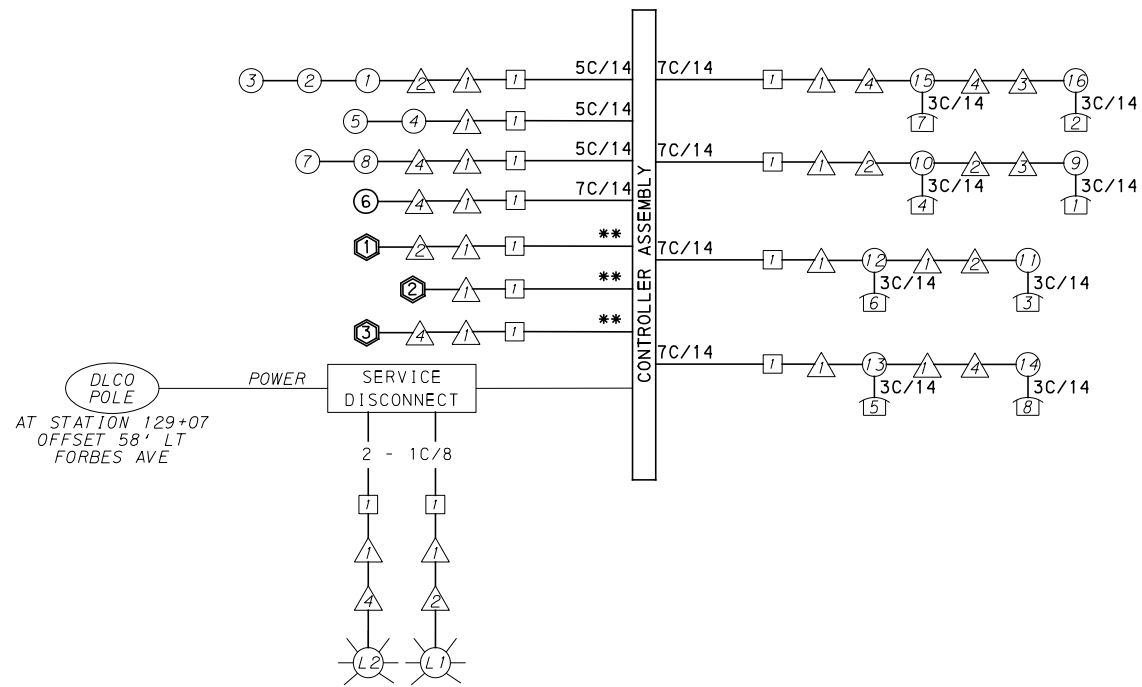 3 2 1 2 1 1 5C/14 7C/14 1 1 4 15 4 3 16
3C/14 3C/14
7 2
5 4 1 1 5C/14
7 8 4 1 1 5C/14 7C/14 1 1 2 10 2 3 9
3C/14 3C/14
4 1
6 4 1 1 7C/14
1 2 1 1 ** 7C/14 1 1 12 1 2 11
3C/14 3C/14
6 3
2 1 1 **
3 4 1 1 **
CONTROLLER ASSEMBLY
7C/14 1 1 13 1 4 14
3C/14 3C/14
5 8
DLCO
POLE
POWER
SERVICE
DISCONNECT
AT STATION 129+07
OFFSET 58' LT
FORBES AVE
2 - 1C/8
1 1
1 1
4 2
L2 L1